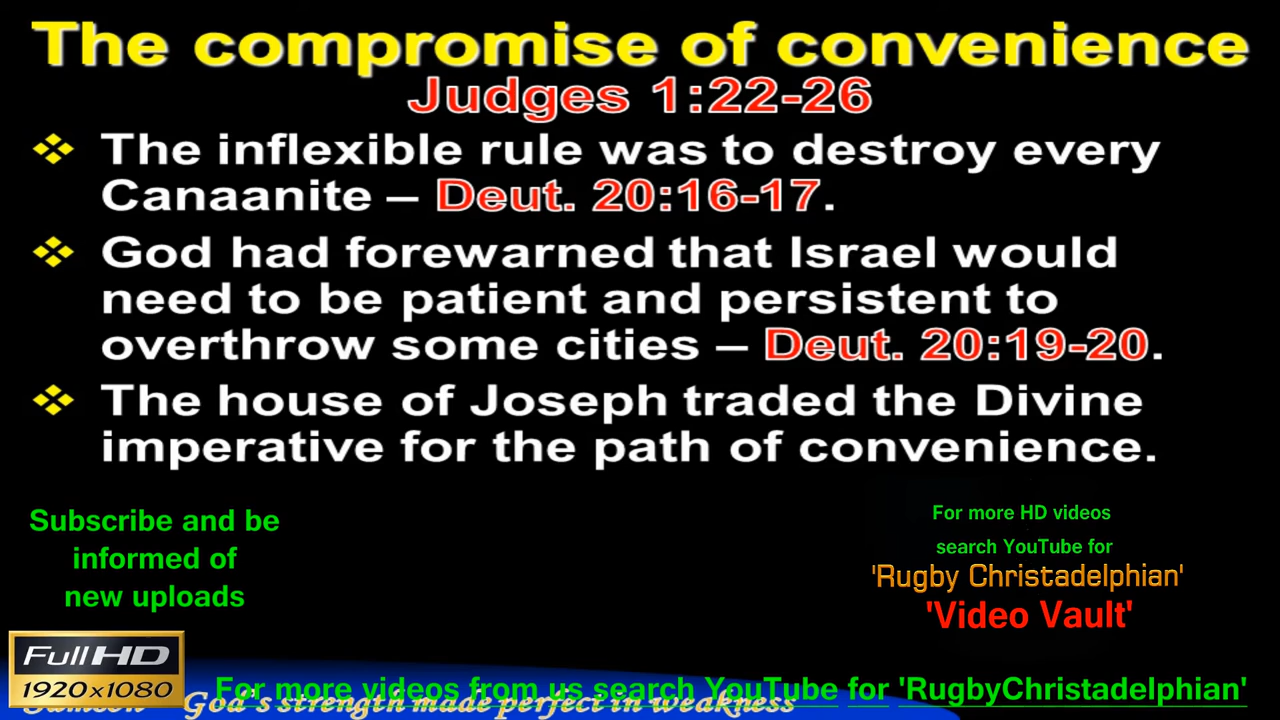 The compromise of convenience
Judges 1:22-26
❖ The inflexible rule was to destroy every
Canaanite – Deut. 20:16-17.
❖ God had forewarned that Israel would
need to be patient and persistent to
overthrow some cities – Deut. 20:19-20.
❖ The house of Joseph traded the Divine
imperative for the path of convenience.
Subscribe and be
informed of
new uploads
For more HD videos
search YouTube for
'Rugby Christadelphian'
'Video Vault'
Full HD
1920x1080
For more videos from us search YouTube for 'RugbyChristadelphian'
God's strength made perfect in weakness